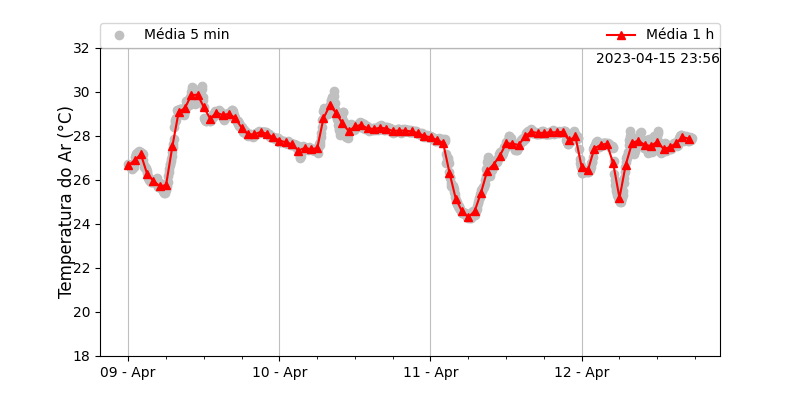 Média 5 min
Média 1 h
2023-04-15 23:56
Temperatura do Ar (°C)
32
30
28
26
24
22
20
18
09 - Apr
10 - Apr
11 - Apr
12 - Apr